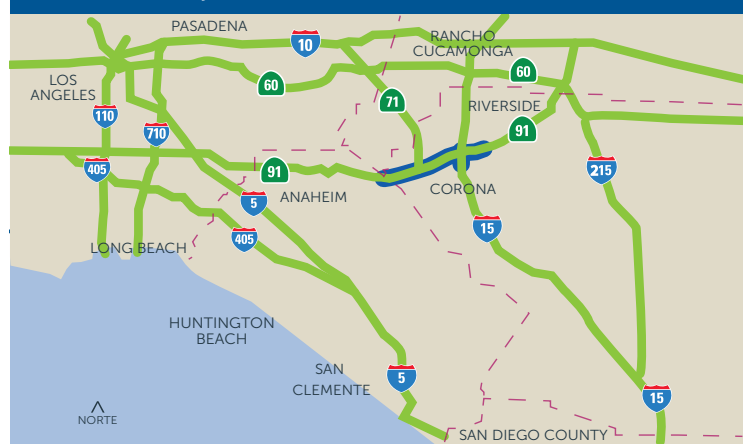 PASADENA
10
RANCHO
CUCAMONGA
LOS
ANGELES
60
60
71
110
RIVERSIDE
710
91
405
91
215
ANAHEIM
CORONA
5
15
405
LONG BEACH
HUNTINGTON
BEACH
SAN
CLEMENTE
5
15
NORTE
SAN DIEGO COUNTY